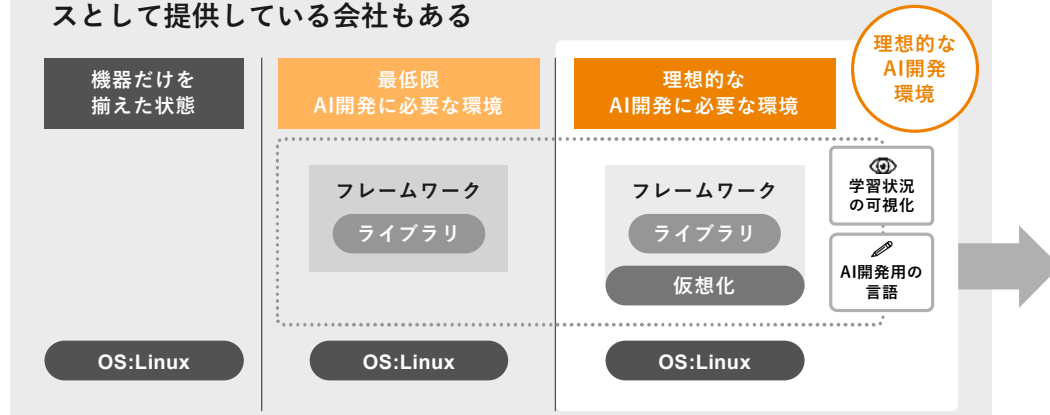 スとして提供している会社もある
機器だけを
揃えた状態
最低限
AI開発に必要な環境
理想的な
AI開発に必要な環境
理想的な
AI開発
環境
フレームワーク
ライブラリ
フレームワーク
ライブラリ
仮想化
学習状況
の可視化
AI開発用の
言語
OS:Linux
OS:Linux
OS:Linux